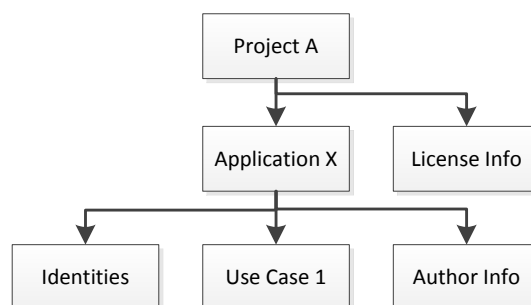 Project A
Application X
License Info
Identities
Use Case 1
Author Info